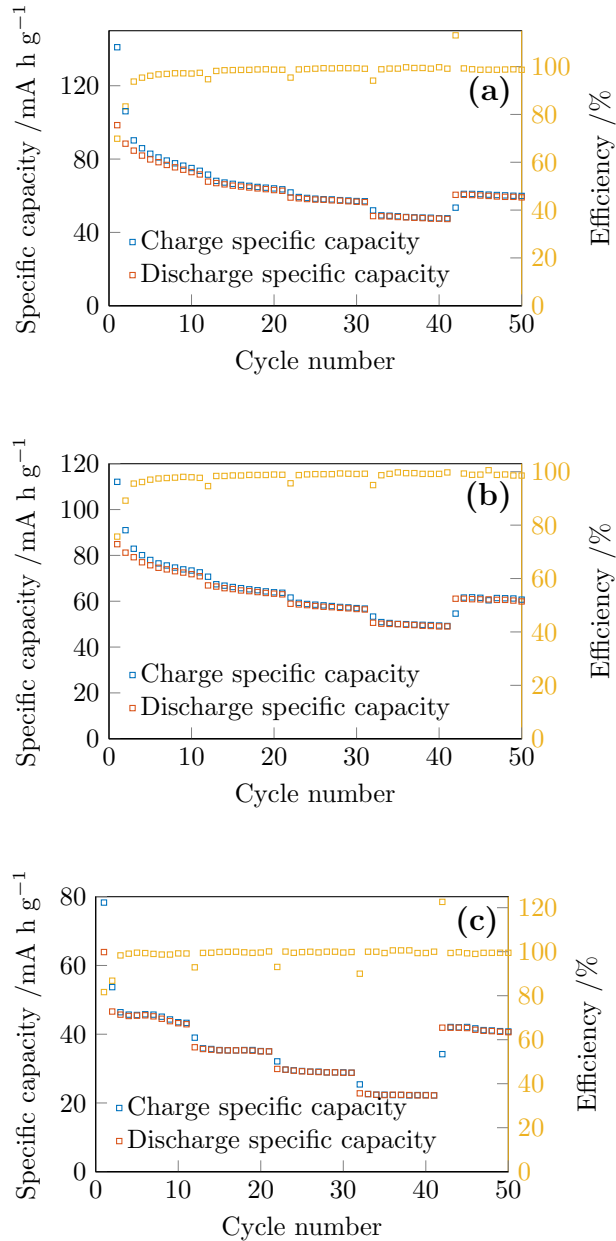 (a)
Specific capacity /mA h g⁻¹
120
80
40
0
100
80
60
40
20
0
Efficiency /%
Charge specific capacity
Discharge specific capacity
0 10 20 30 40 50
Cycle number
(b)
Specific capacity /mA h g⁻¹
120
100
80
60
40
20
0
100
80
60
40
20
0
Efficiency /%
Charge specific capacity
Discharge specific capacity
0 10 20 30 40 50
Cycle number
(c)
Specific capacity /mA h g⁻¹
80
60
40
20
0
120
100
80
60
40
20
0
Efficiency /%
Charge specific capacity
Discharge specific capacity
0 10 20 30 40 50
Cycle number